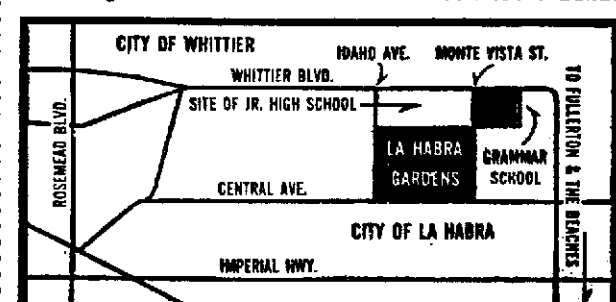 CITY OF WHITTIER
IDAHO AVE.
MONTE VISTA ST.
WHITTIER BLVD.
SITE OF JR. HIGH SCHOOL
ROSEMEAD BLVD.
LA HABRA
GARDENS
GRAMMAR
SCHOOL
TO FULLERTON & THE BEACHES
CENTRAL AVE.
CITY OF LA HABRA
IMPERIAL HWY.